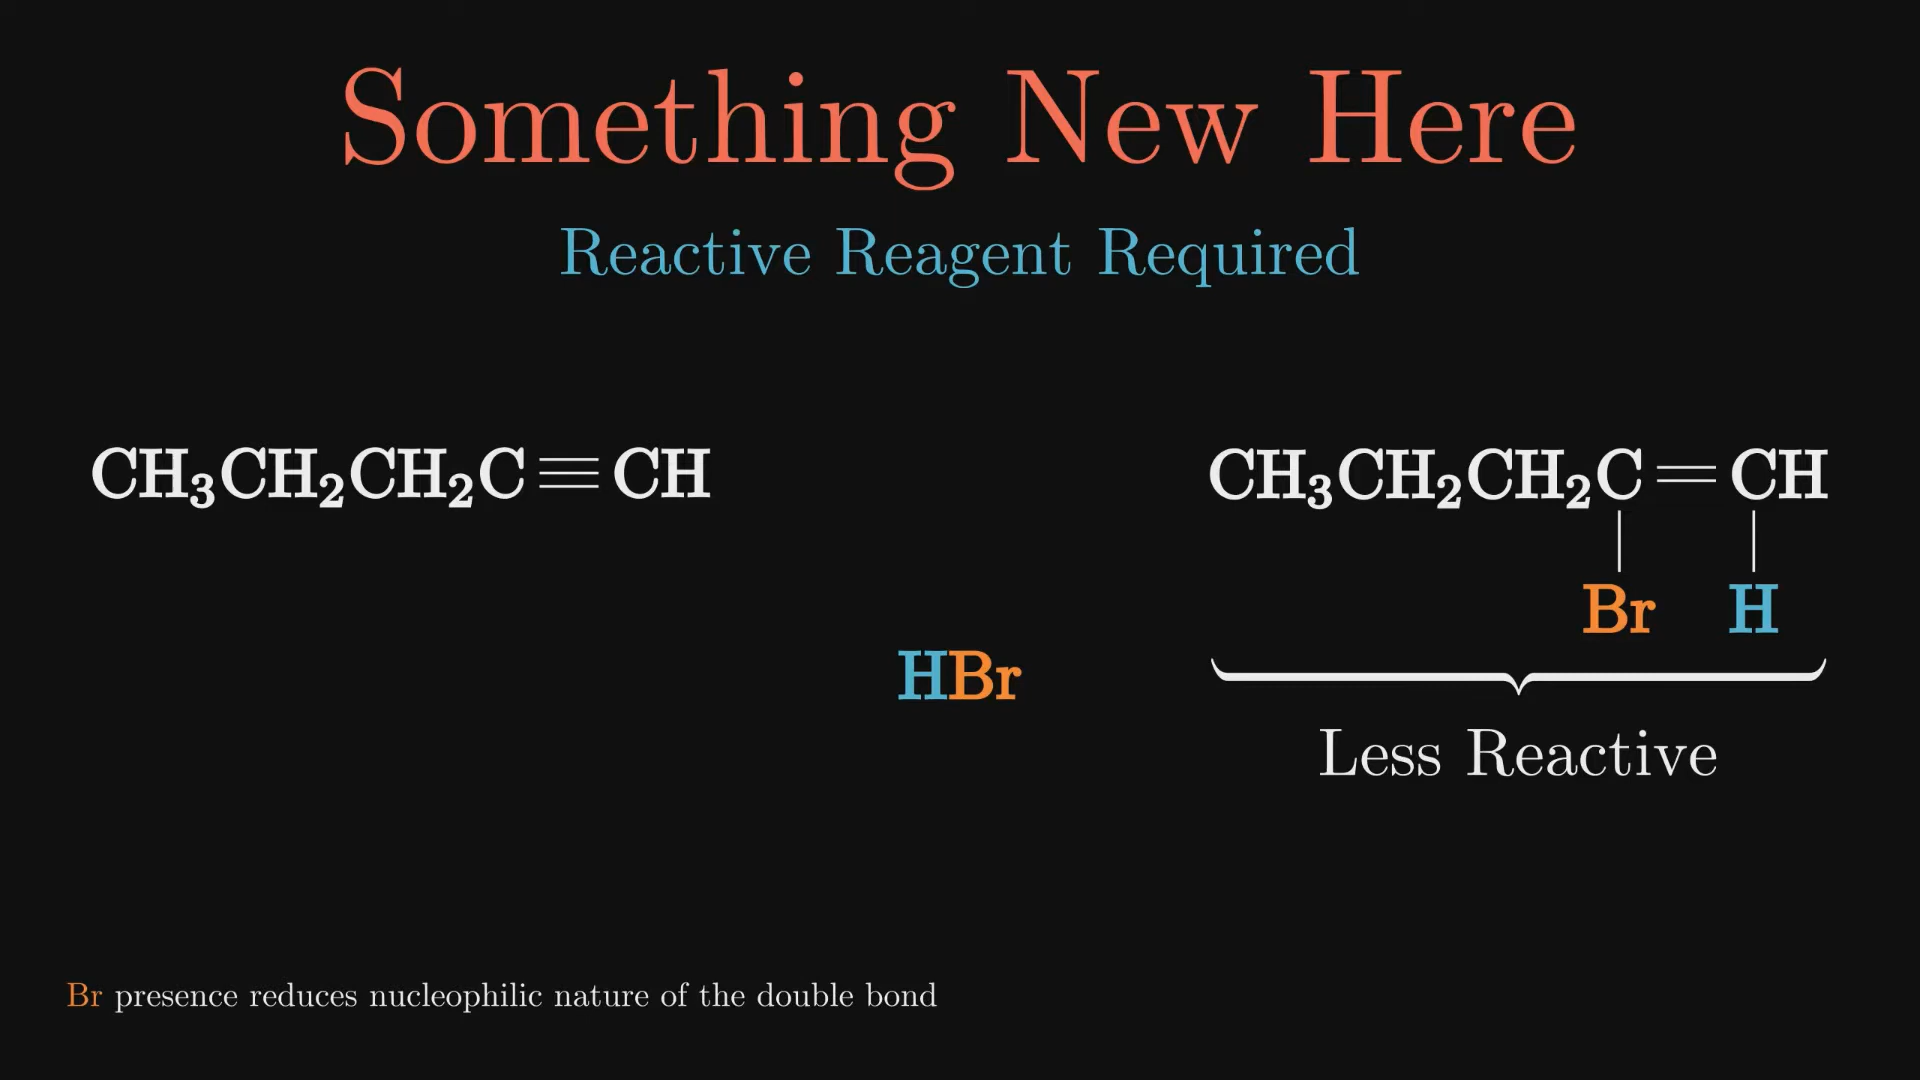 Something New Here
Reactive Reagent Required
CH₃CH₂CH₂C≡CH
CH₃CH₂CH₂C=CH
Br H
HBr
Less Reactive
Br presence reduces nucleophilic nature of the double bond